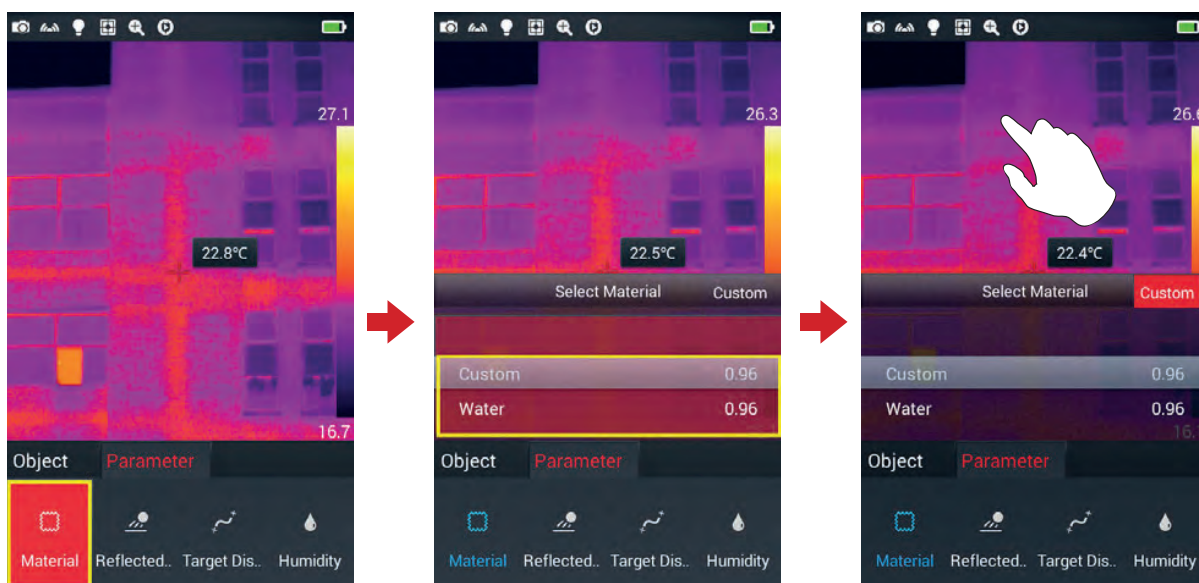 27.1
22.8°C
16.7
Object Parameter
Material Reflected.. Target Dis.. Humidity
26.3
22.5°C
Select Material Custom
Custom 0.96
Water 0.96
Object Parameter
Material Reflected.. Target Dis.. Humidity
26.6
22.4°C
Select Material Custom
Custom 0.96
Water 0.96
Object Parameter
Material Reflected.. Target Dis.. Humidity